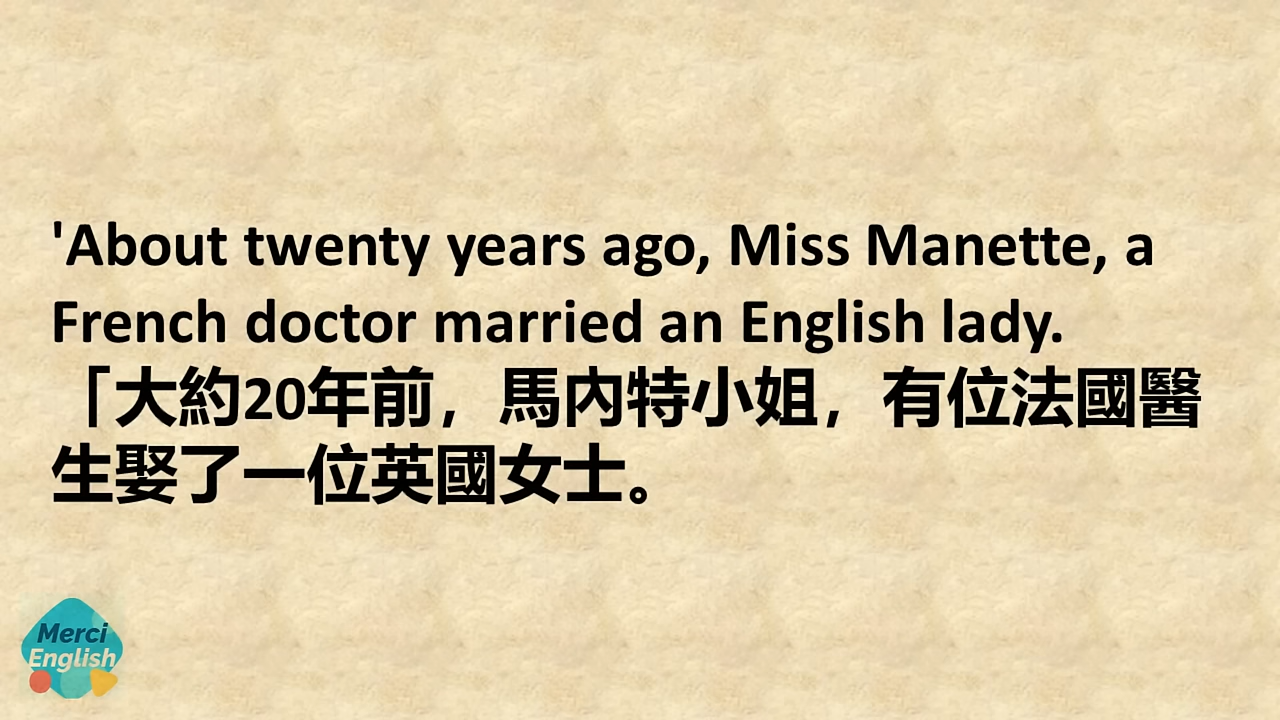 'About twenty years ago, Miss Manette, a
French doctor married an English lady.
「大約20年前，馬內特小姐，有位法國醫
生娶了一位英國女士。
Merci
English